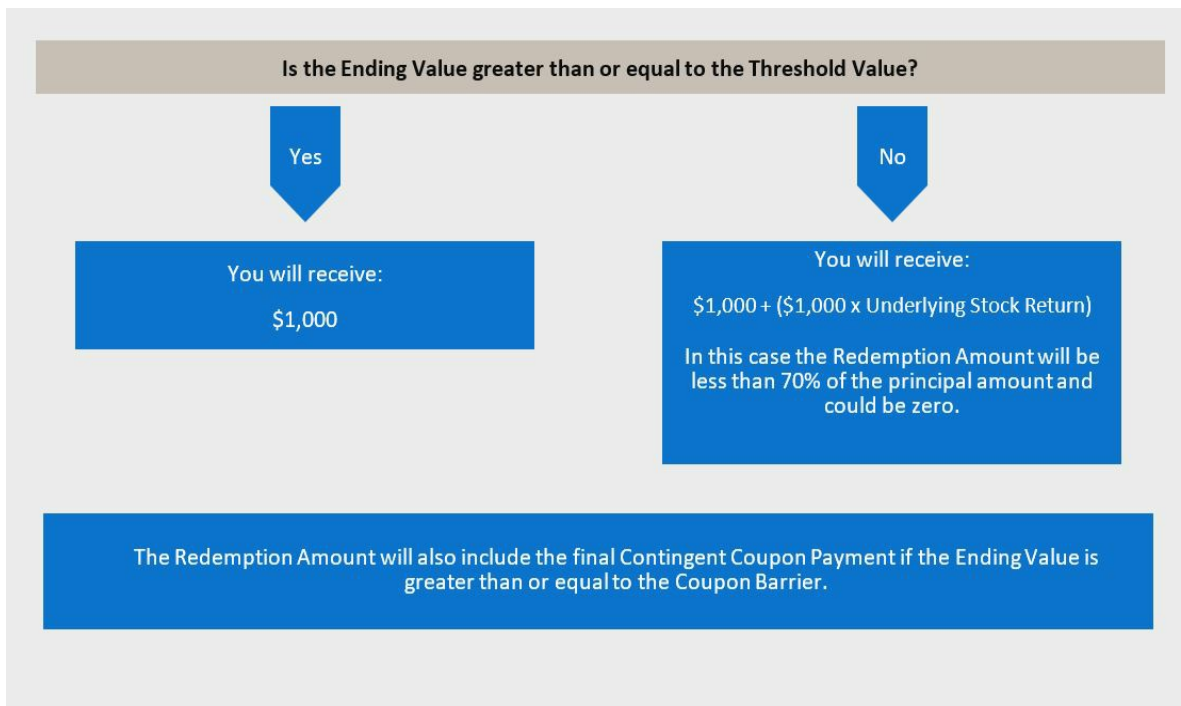 Is the Ending Value greater than or equal to the Threshold Value?
Yes
No
You will receive:
$1,000
You will receive:
$1,000 + ($1,000 x Underlying Stock Return)
In this case the Redemption Amount will be
less than 70% of the principal amount and
could be zero.
The Redemption Amount will also include the final Contingent Coupon Payment if the Ending Value is
greater than or equal to the Coupon Barrier.